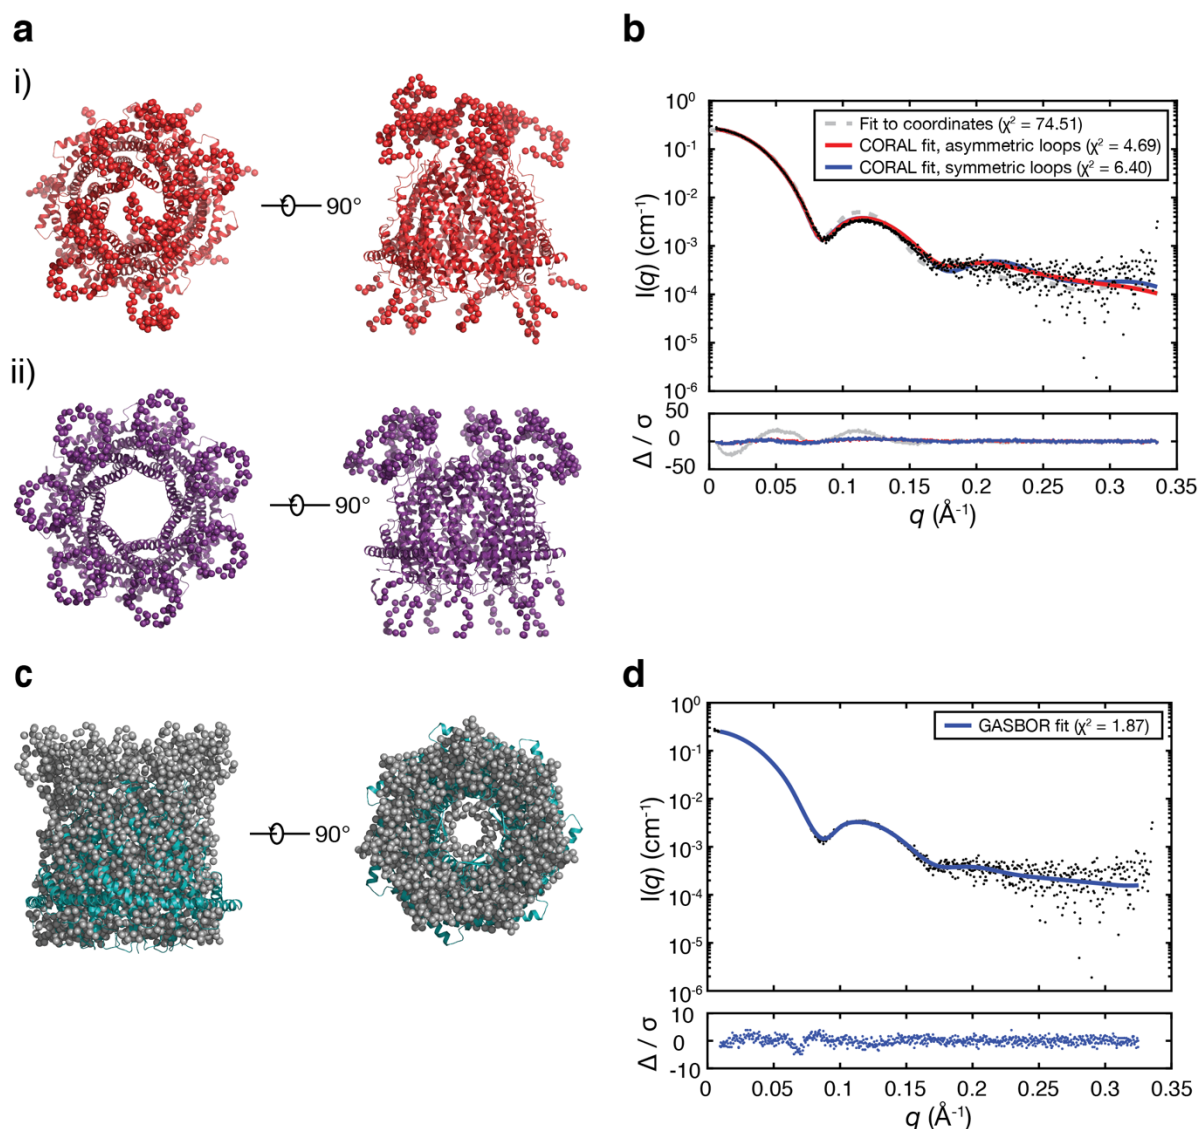 a
i)
90°
ii)
90°
b
10⁰
10⁻¹
10⁻²
10⁻³
10⁻⁴
10⁻⁵
10⁻⁶
I(q) (cm⁻¹)
Fit to coordinates (χ² = 74.51)
CORAL fit, asymmetric loops (χ² = 4.69)
CORAL fit, symmetric loops (χ² = 6.40)
50
0
-50
Δ / σ
0 0.05 0.1 0.15 0.2 0.25 0.3 0.35
q (Å⁻¹)
c
90°
d
10⁰
10⁻¹
10⁻²
10⁻³
10⁻⁴
10⁻⁵
10⁻⁶
I(q) (cm⁻¹)
GASBOR fit (χ² = 1.87)
10
0
-10
Δ / σ
0 0.05 0.1 0.15 0.2 0.25 0.3 0.35
q (Å⁻¹)